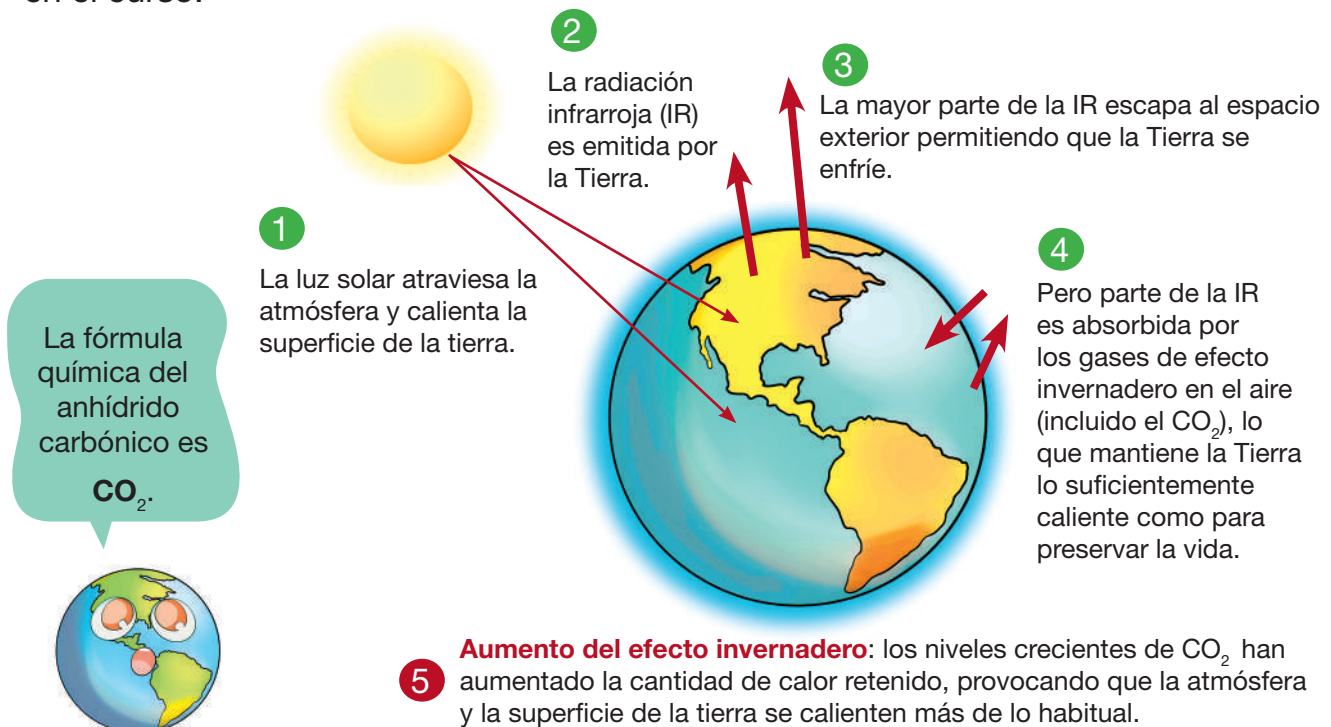 en el curso.
1
La luz solar atraviesa la
atmósfera y calienta la
superficie de la tierra.
2
La radiación
infrarroja (IR)
es emitida por
la Tierra.
3
La mayor parte de la IR escapa al espacio
exterior permitiendo que la Tierra se
enfríe.
4
Pero parte de la IR
es absorbida por
los gases de efecto
invernadero en el aire
(incluido el CO₂), lo
que mantiene la Tierra
lo suficientemente
caliente como para
preservar la vida.
La fórmula
química del
anhídrido
carbónico es
CO₂.
5
Aumento del efecto invernadero: los niveles crecientes de CO₂ han
aumentado la cantidad de calor retenido, provocando que la atmósfera
y la superficie de la tierra se calienten más de lo habitual.